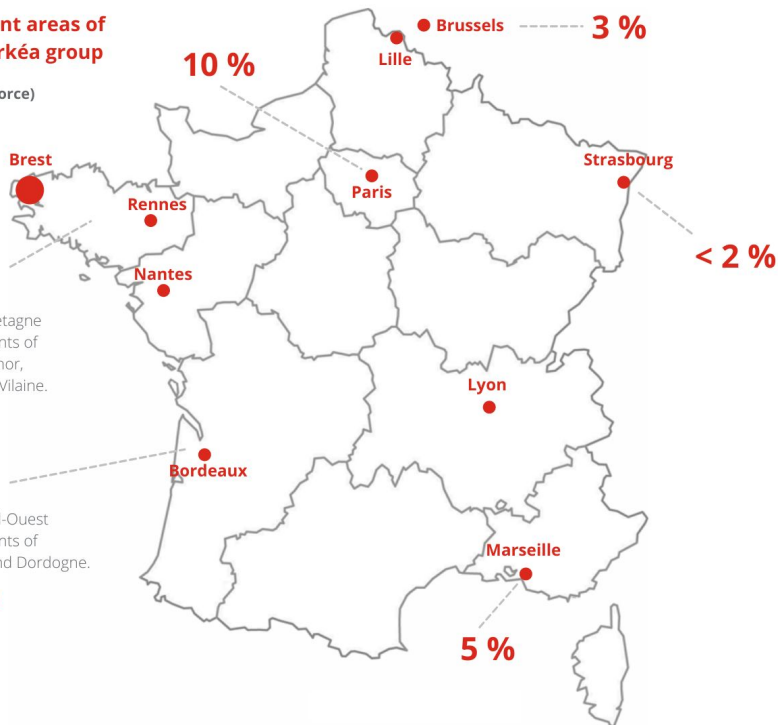 nt areas of
rkéa group
orce)
Brussels
3 %
Lille
10 %
Brest
Strasbourg
Paris
Rennes
< 2 %
Nantes
etagne
nts of
nor,
Vilaine.
Lyon
Bordeaux
l-Ouest
nts of
nd Dordogne.
Marseille
5 %